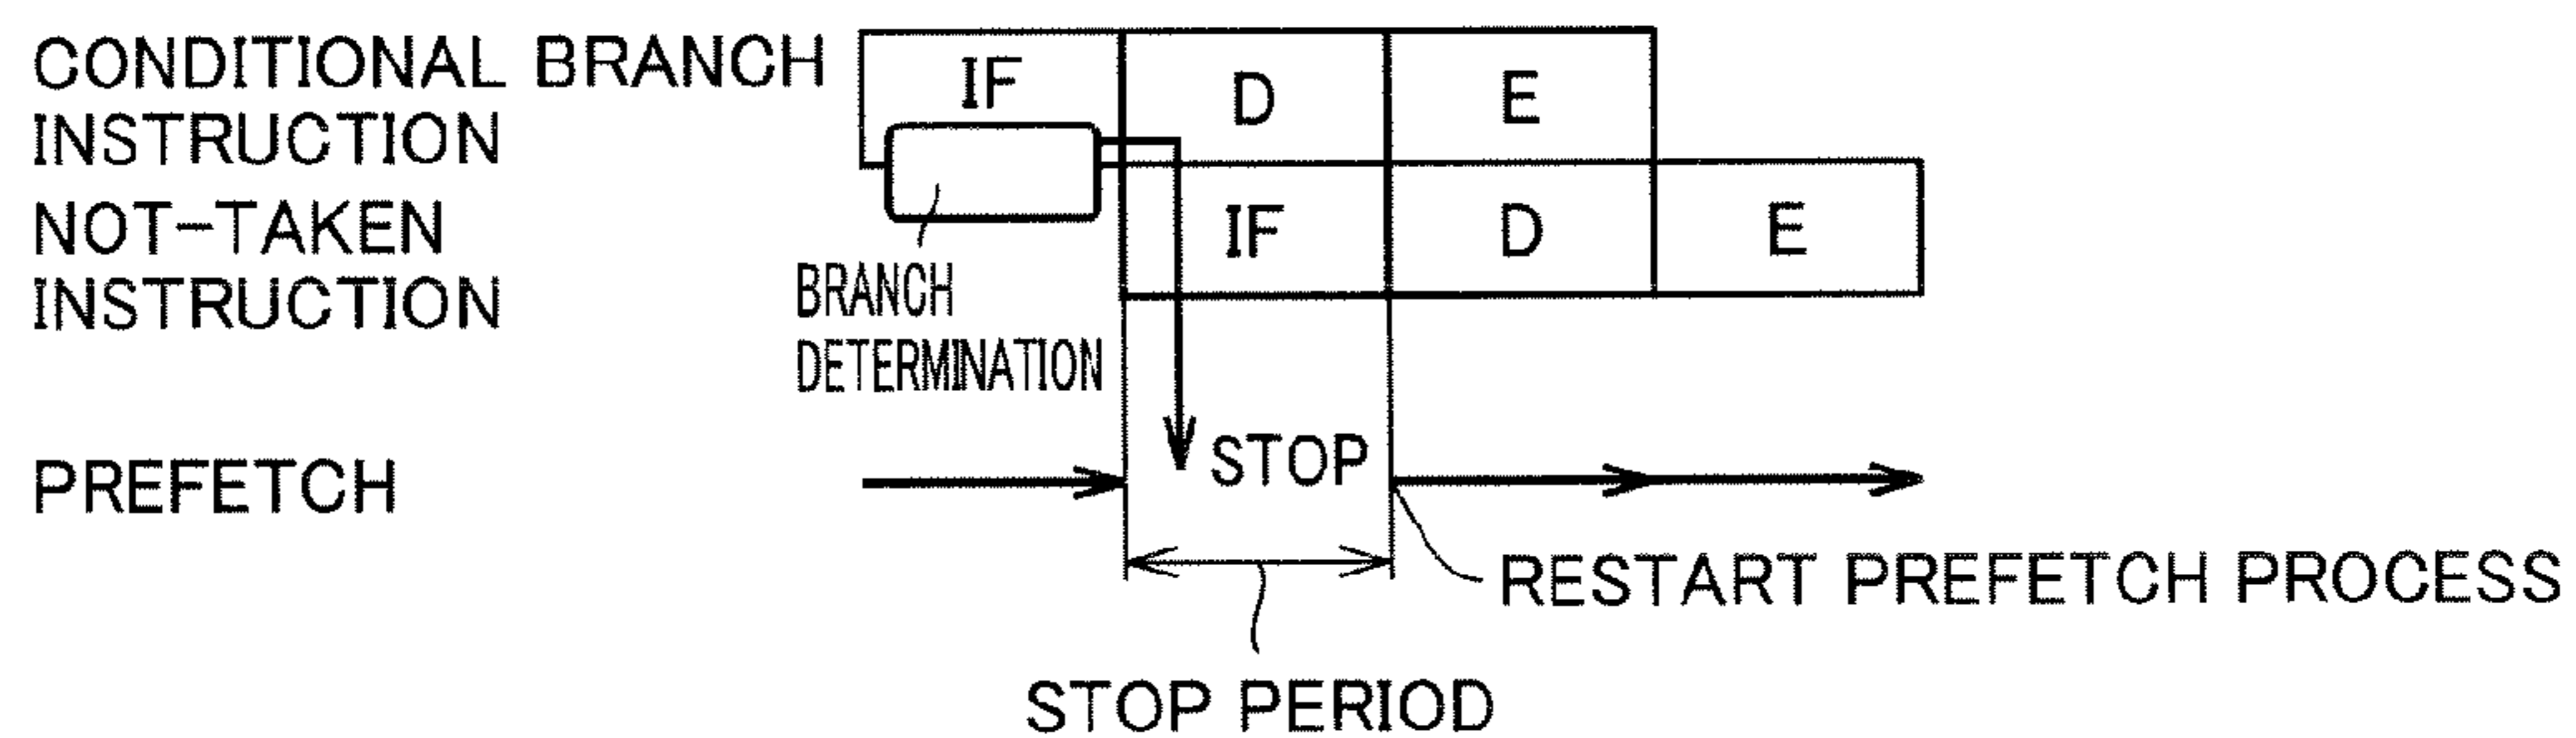 CONDITIONAL BRANCH
INSTRUCTION
IF
D
E
NOT-TAKEN
INSTRUCTION
IF
D
E
BRANCH
DETERMINATION
PREFETCH
STOP
RESTART PREFETCH PROCESS
STOP PERIOD